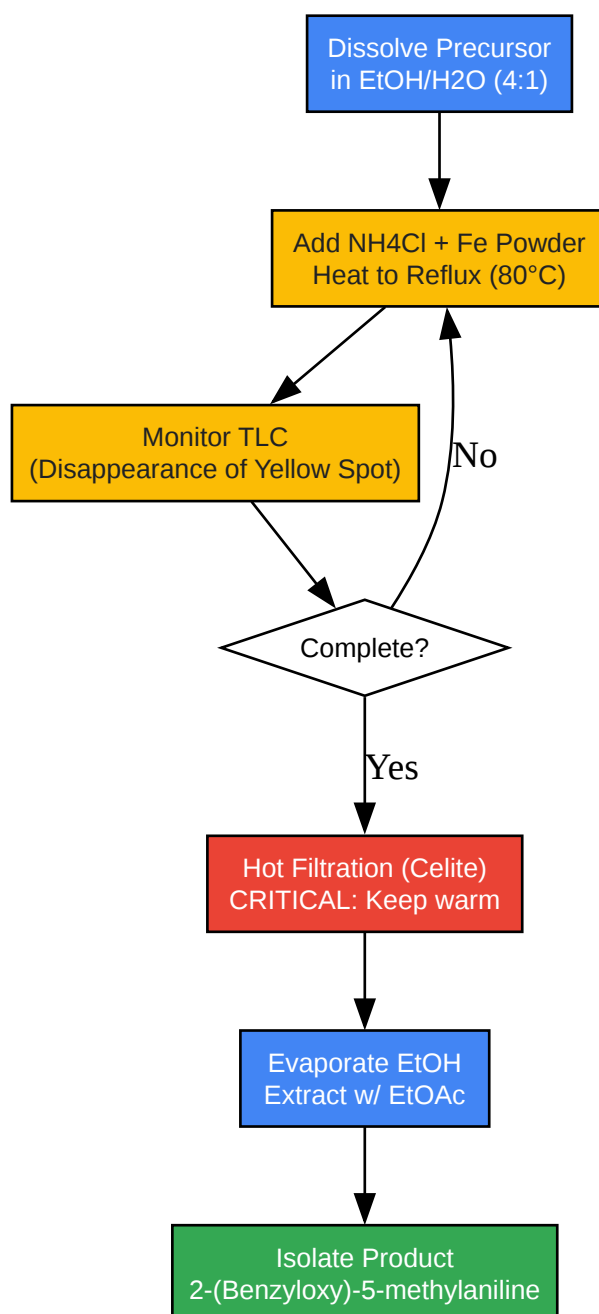 Dissolve Precursor
in EtOH/H2O (4:1)
Add NH4Cl + Fe Powder
Heat to Reflux (80°C)
Monitor TLC
(Disappearance of Yellow Spot)
No
Complete?
Yes
Hot Filtration (Celite)
CRITICAL: Keep warm
Evaporate EtOH
Extract w/ EtOAc
Isolate Product
2-(Benzyloxy)-5-methylaniline